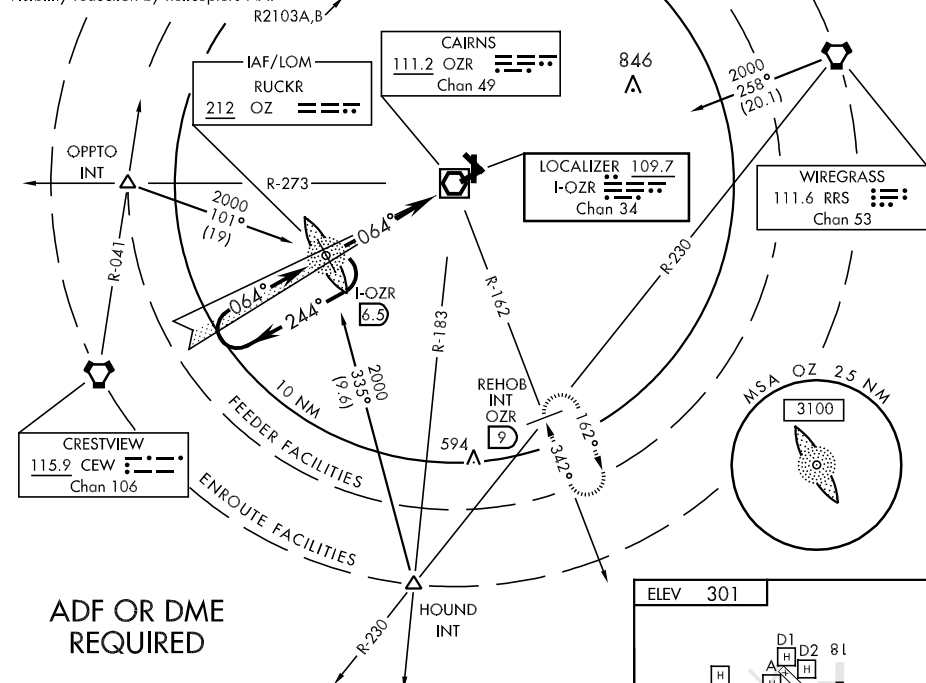 R2103A,B
IAF/LOM
RUCKR
212 OZ
CAIRNS
111.2 OZR
Chan 49
846
2000
258°
(20.1)
OPPTO
INT
R-273
2000
101°
(19)
LOCALIZER 109.7
I-OZR
Chan 34
WIREGRASS
111.6 RRS
Chan 53
R-041
064°
064°
244°
I-OZR
6.5
R-183
R-162
R-230
2000
335°
(9.6)
REHOB
INT
OZR
9
162°
342°
10 NM
594
FEEDER FACILITIES
ENROUTE FACILITIES
CRESTVIEW
115.9 CEW
Chan 106
MSA OZ 25 NM
3100
HOUND
INT
R-230
ADF OR DME
REQUIRED
ELEV 301
D1
H
D2
H
18
A
H
H